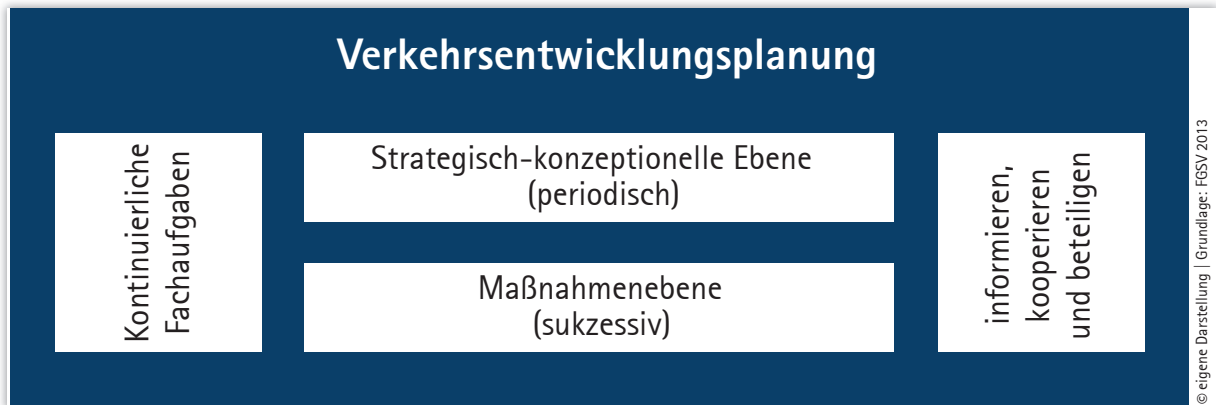 Verkehrsentwicklungsplanung
Kontinuierliche
Fachaufgaben
Strategisch-konzeptionelle Ebene
(periodisch)
Maßnahmenebene
(sukzessiv)
informieren,
kooperieren
und beteiligen
© eigene Darstellung | Grundlage: FGSV 2013